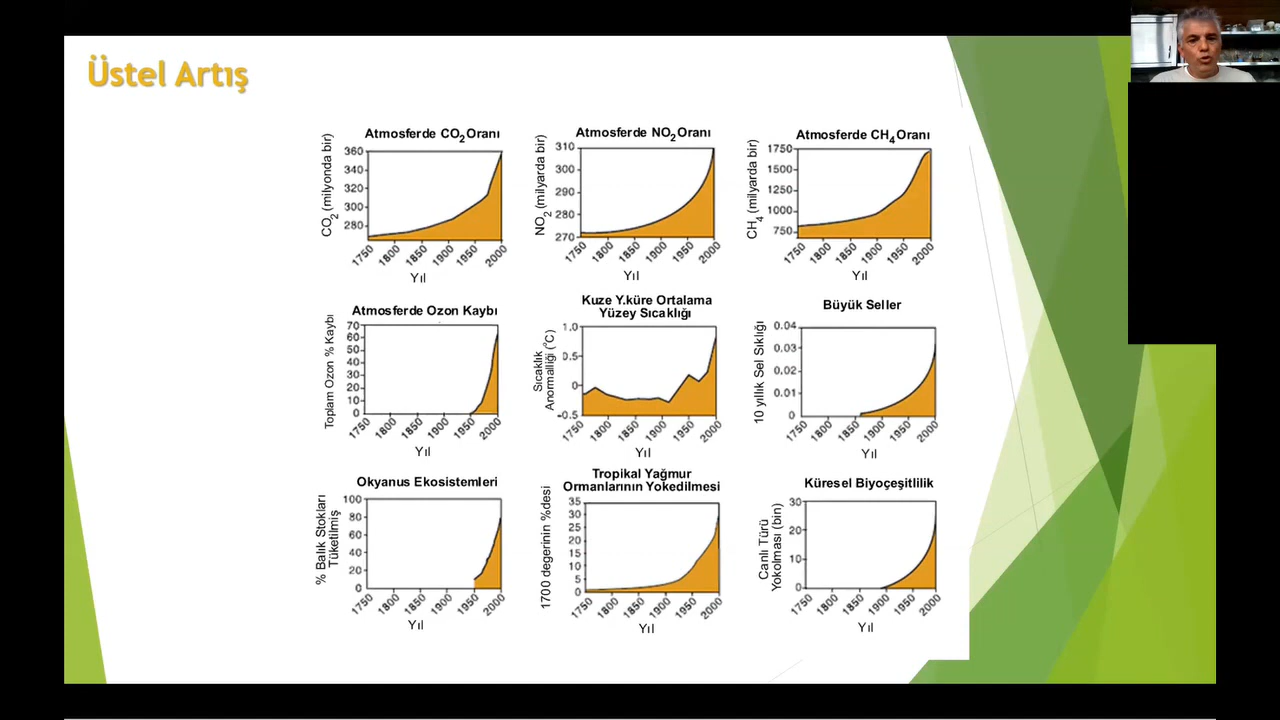 Üstel Artış
Atmosferde CO2 Oranı
CO2 (milyonda bir)
360
340
320
300
280
1750 1800 1850 1900 1950 2000
Yıl
Atmosferde NO2 Oranı
NO2 (milyarda bir)
310
300
290
280
270
1750 1800 1850 1900 1950 2000
Yıl
Atmosferde CH4 Oranı
CH4 (milyarda bir)
1750
1500
1250
1000
750
1750 1800 1850 1900 1950 2000
Yıl
Atmosferde Ozon Kaybı
Toplam Ozon % Kaybı
70
60
50
40
30
20
10
0
1750 1800 1850 1900 1950 2000
Yıl
Kuze Y.küre Ortalama
Yüzey Sıcaklığı
Sıcaklık
Anormalliği (°C)
1.0
0.5
0
-0.5
1750 1800 1850 1900 1950 2000
Yıl
Büyük Seller
10 yıllık Sel Sıklığı
0.04
0.03
0.02
0.01
0
1750 1800 1850 1900 1950 2000
Yıl
Okyanus Ekosistemleri
% Balık Stokları
Tüketilmiş
100
80
60
40
20
0
1750 1800 1850 1900 1950 2000
Yıl
Tropikal Yağmur
Ormanlarının Yokedilmesi
1700 degerinin %desi
35
30
25
20
15
10
5
0
1750 1800 1850 1900 1950 2000
Yıl
Küresel Biyoçeşitlilik
Canlı Türü
Yokolması (bin)
30
20
10
0
1750 1800 1850 1900 1950 2000
Yıl